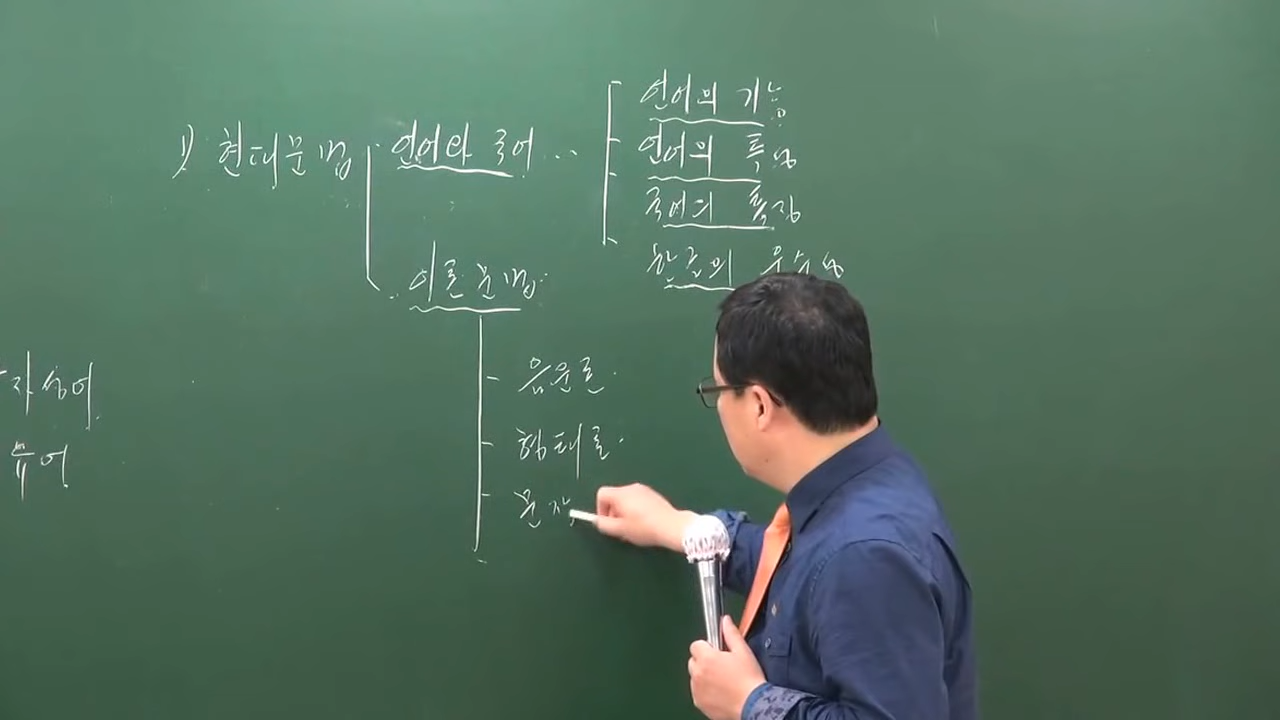 1) 현대문법
언어와 국어 ...
언어의 기능
언어의 특성
국어의 특징
한글의 우수성
이론문법
음운론
형태론
문장